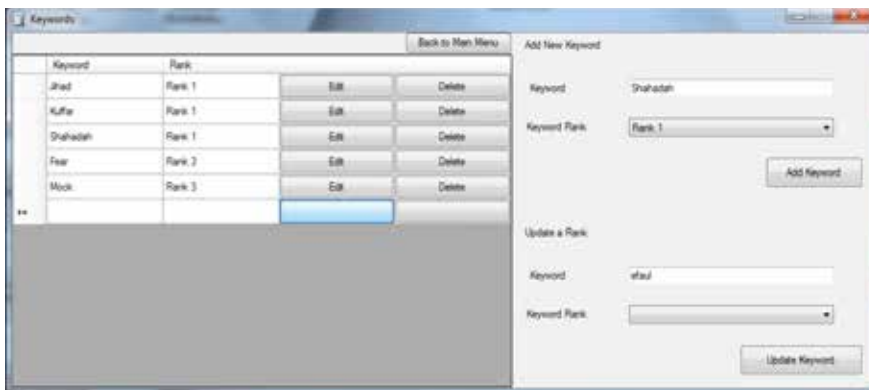 Keywords
Back to Main Menu
Keyword Rank
Jihad Rank 1 Edit Delete
Kuffar Rank 1 Edit Delete
Shahadah Rank 1 Edit Delete
Fear Rank 2 Edit Delete
Mock Rank 3 Edit Delete
Add New Keyword
Keyword Shahadah
Keyword Rank Rank 1
Add Keyword
Update a Rank
Keyword
Keyword Rank
Update Keyword